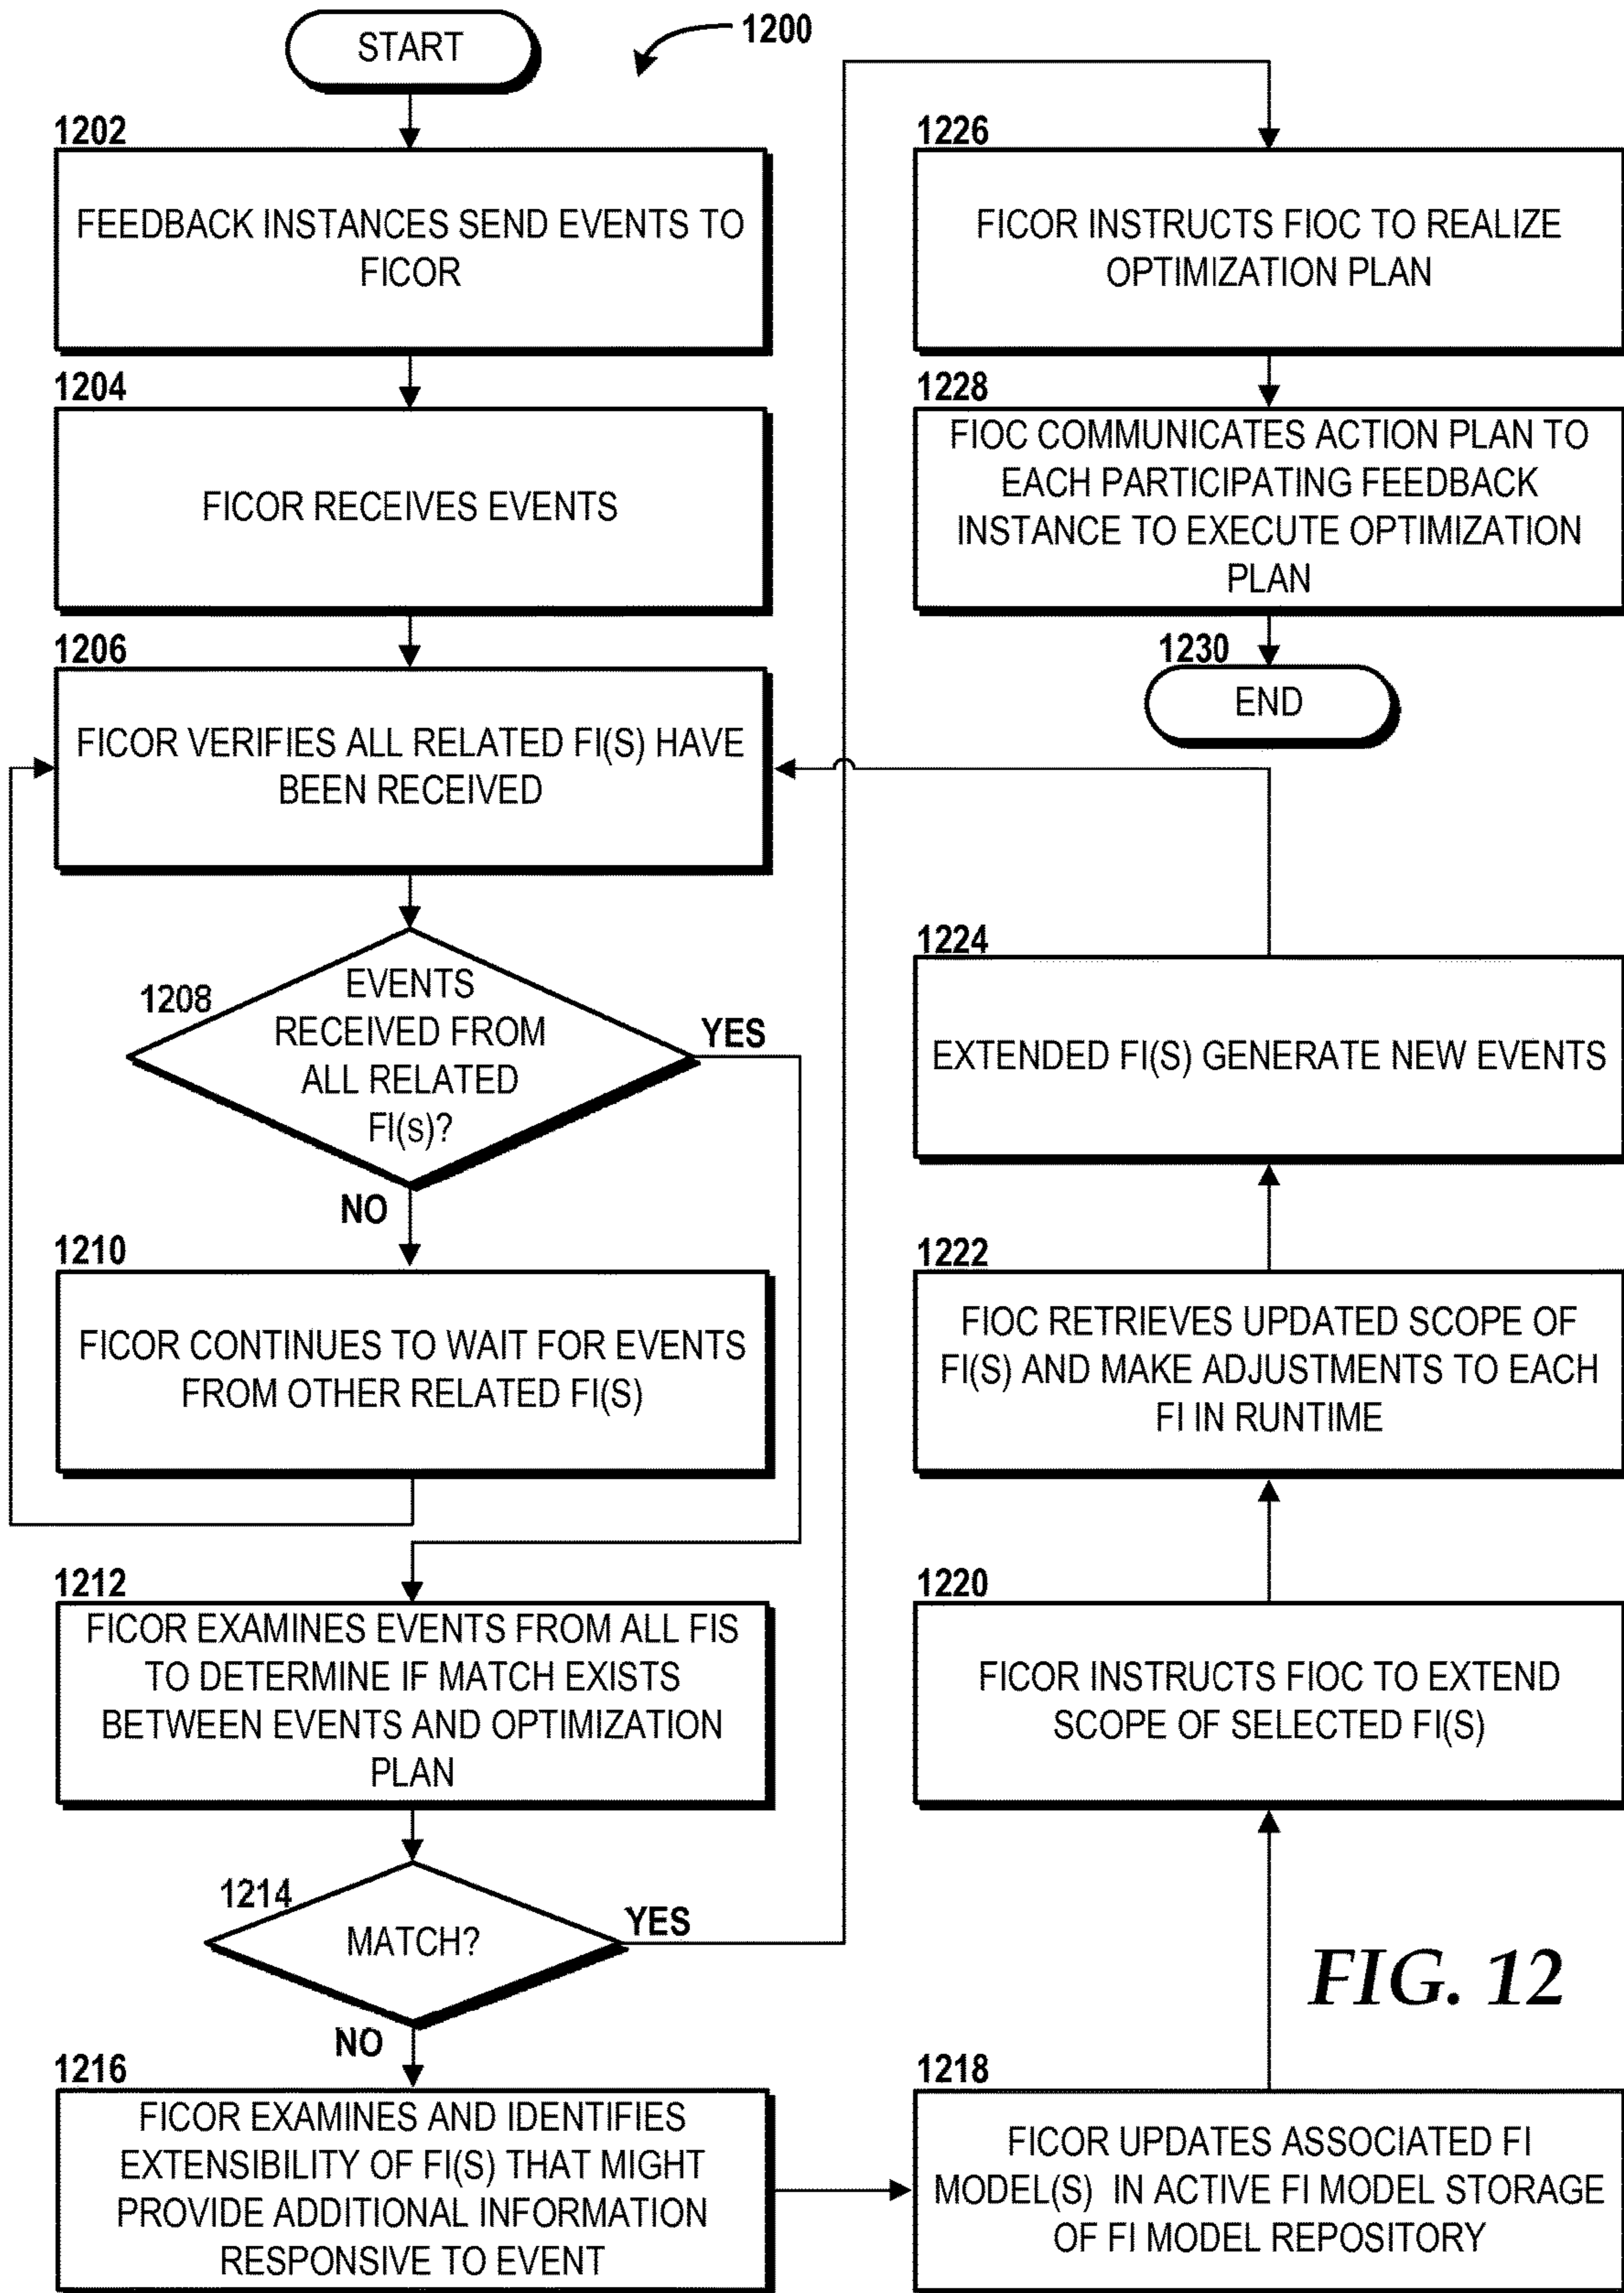 START
1200
1202
FEEDBACK INSTANCES SEND EVENTS TO
FICOR
1204
FICOR RECEIVES EVENTS
1206
FICOR VERIFIES ALL RELATED FI(S) HAVE
BEEN RECEIVED
1208
EVENTS
RECEIVED FROM
ALL RELATED
FI(s)?
YES
NO
1210
FICOR CONTINUES TO WAIT FOR EVENTS
FROM OTHER RELATED FI(S)
1212
FICOR EXAMINES EVENTS FROM ALL FIS
TO DETERMINE IF MATCH EXISTS
BETWEEN EVENTS AND OPTIMIZATION
PLAN
1214
MATCH?
YES
NO
1216
FICOR EXAMINES AND IDENTIFIES
EXTENSIBILITY OF FI(S) THAT MIGHT
PROVIDE ADDITIONAL INFORMATION
RESPONSIVE TO EVENT
1218
FICOR UPDATES ASSOCIATED FI
MODEL(S) IN ACTIVE FI MODEL STORAGE
OF FI MODEL REPOSITORY
1220
FICOR INSTRUCTS FIOC TO EXTEND
SCOPE OF SELECTED FI(S)
1222
FIOC RETRIEVES UPDATED SCOPE OF
FI(S) AND MAKE ADJUSTMENTS TO EACH
FI IN RUNTIME
1224
EXTENDED FI(S) GENERATE NEW EVENTS
1226
FICOR INSTRUCTS FIOC TO REALIZE
OPTIMIZATION PLAN
1228
FIOC COMMUNICATES ACTION PLAN TO
EACH PARTICIPATING FEEDBACK
INSTANCE TO EXECUTE OPTIMIZATION
PLAN
1230
END
FIG. 12